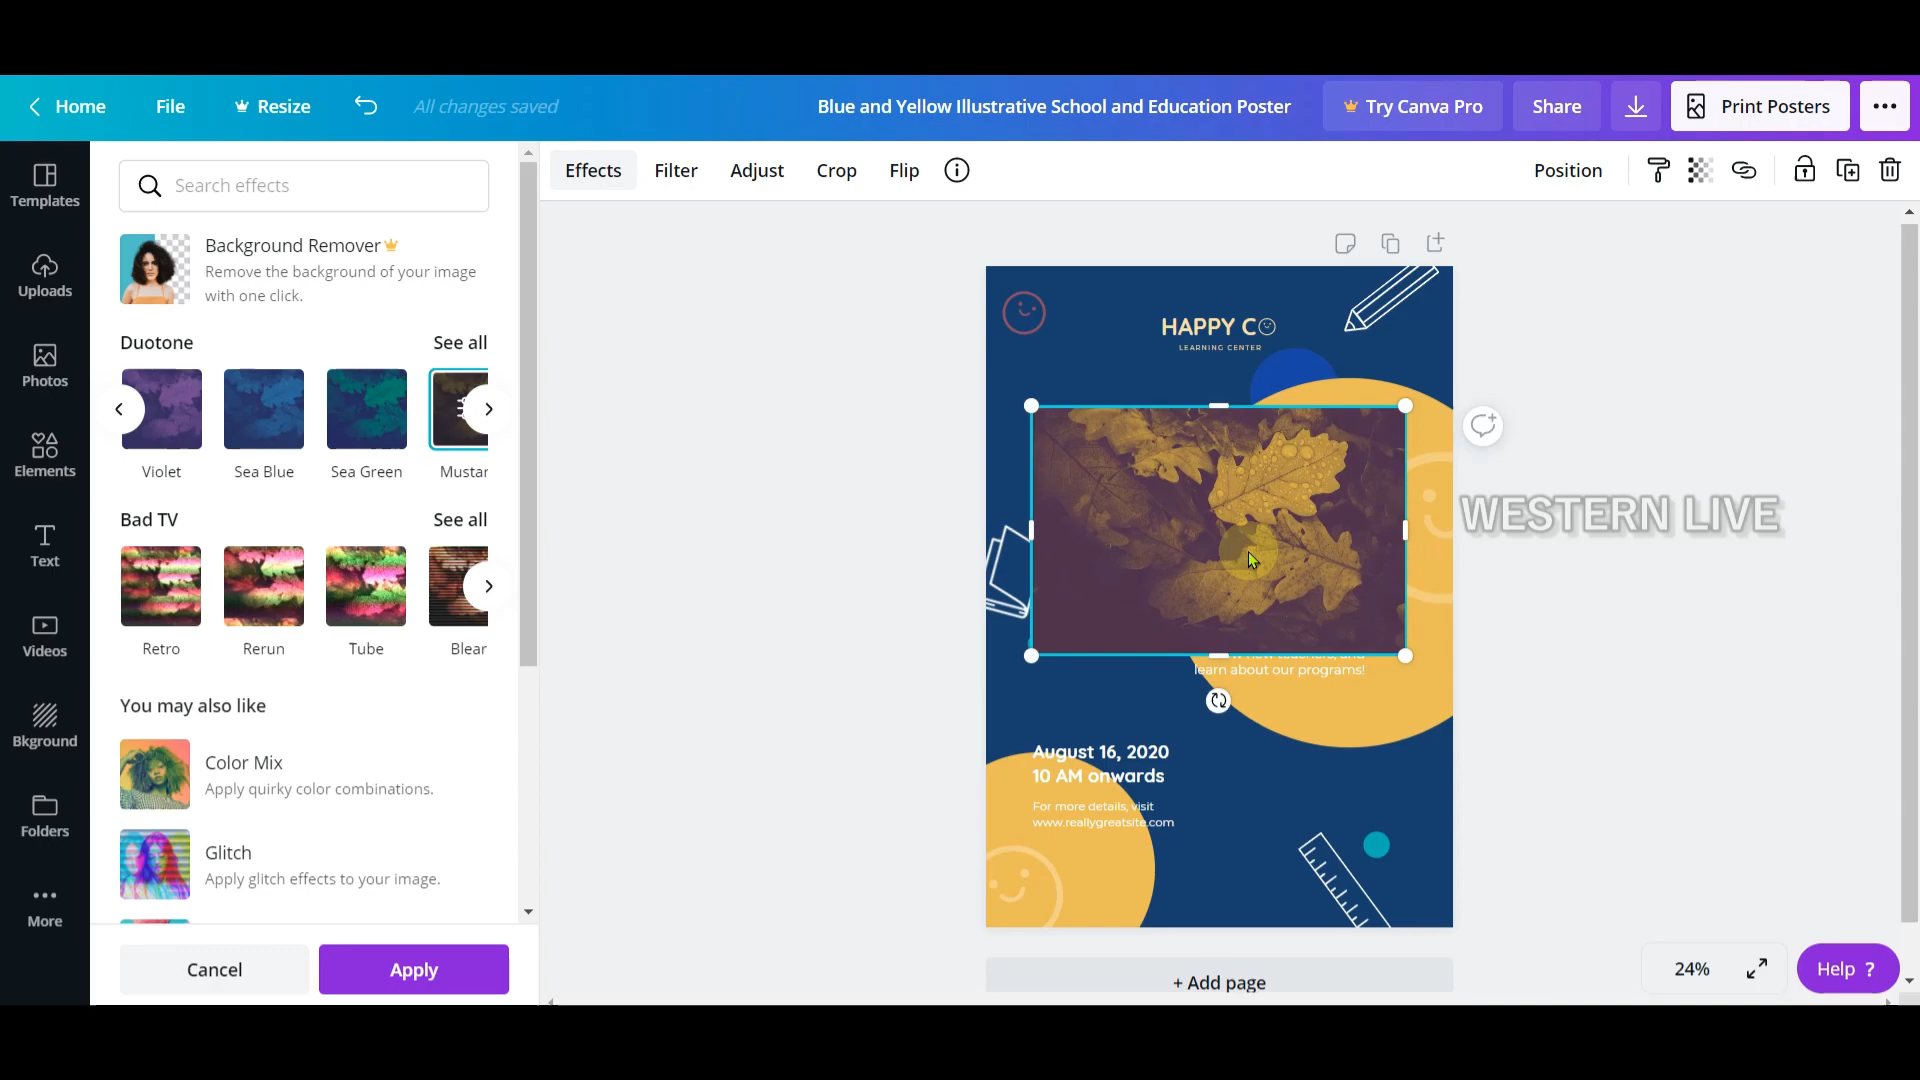 Home File Resize All changes saved Blue and Yellow Illustrative School and Education Poster Try Canva Pro Share Print Posters
Effects Filter Adjust Crop Flip Position
Templates
Uploads
Photos
Elements
Text
Videos
Bkground
Folders
More
Search effects
Background Remover
Remove the background of your image
with one click.
Duotone See all
Violet Sea Blue Sea Green Mustar
Bad TV See all
Retro Rerun Tube Blear
You may also like
Color Mix
Apply quirky color combinations.
Glitch
Apply glitch effects to your image.
Cancel Apply
HAPPY CO
LEARNING CENTER
WESTERN LIVE
learn about our programs!
August 16, 2020
10 AM onwards
For more details, visit
www.reallygreatsite.com
+ Add page
24% Help ?